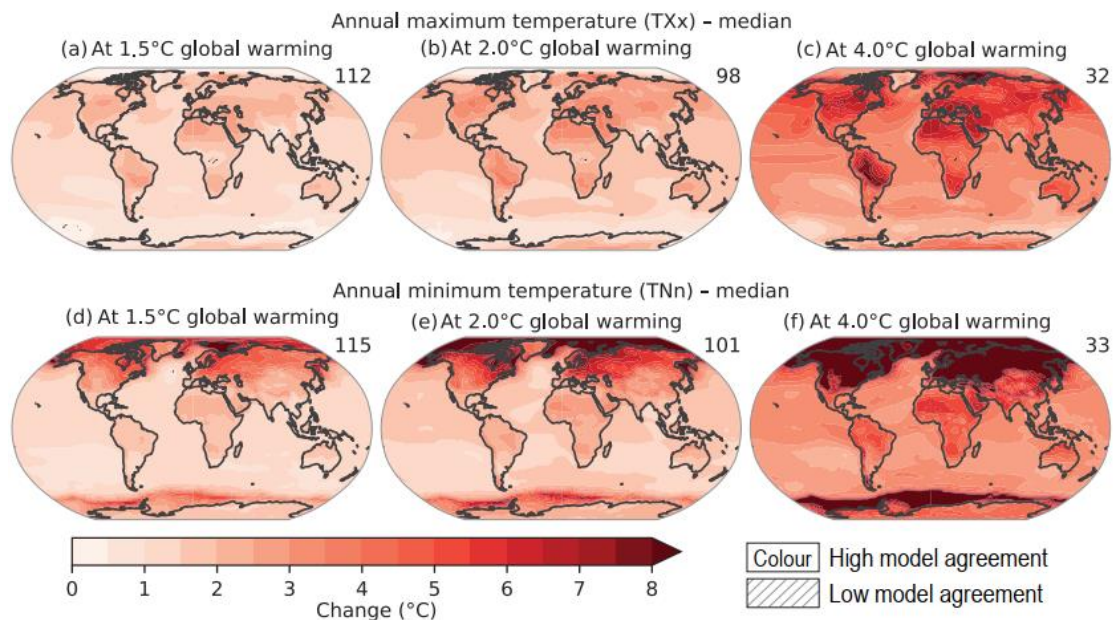 Annual maximum temperature (TXx) – median
(a) At 1.5°C global warming
112
(b) At 2.0°C global warming
98
(c) At 4.0°C global warming
32
Annual minimum temperature (TNn) – median
(d) At 1.5°C global warming
115
(e) At 2.0°C global warming
101
(f) At 4.0°C global warming
33
0 1 2 3 4 5 6 7 8
Change (°C)
Colour High model agreement
Low model agreement